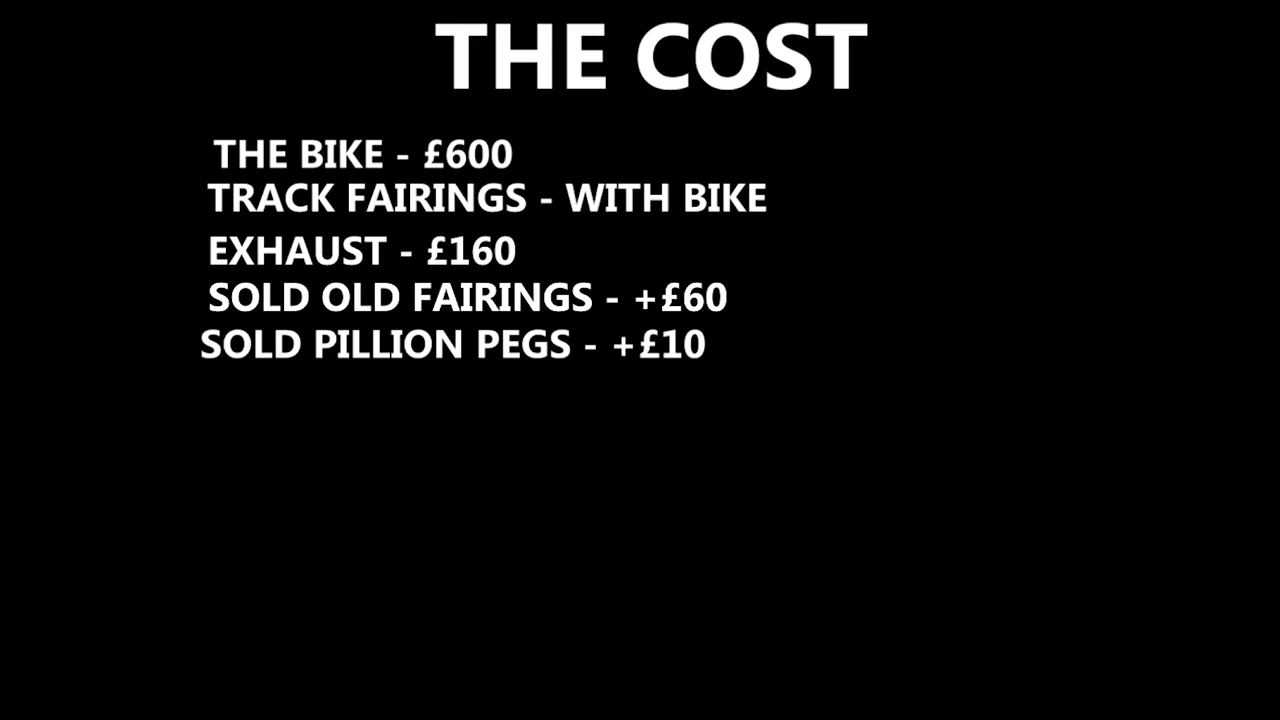 THE COST
THE BIKE - £600
TRACK FAIRINGS - WITH BIKE
EXHAUST - £160
SOLD OLD FAIRINGS - +£60
SOLD PILLION PEGS - +£10